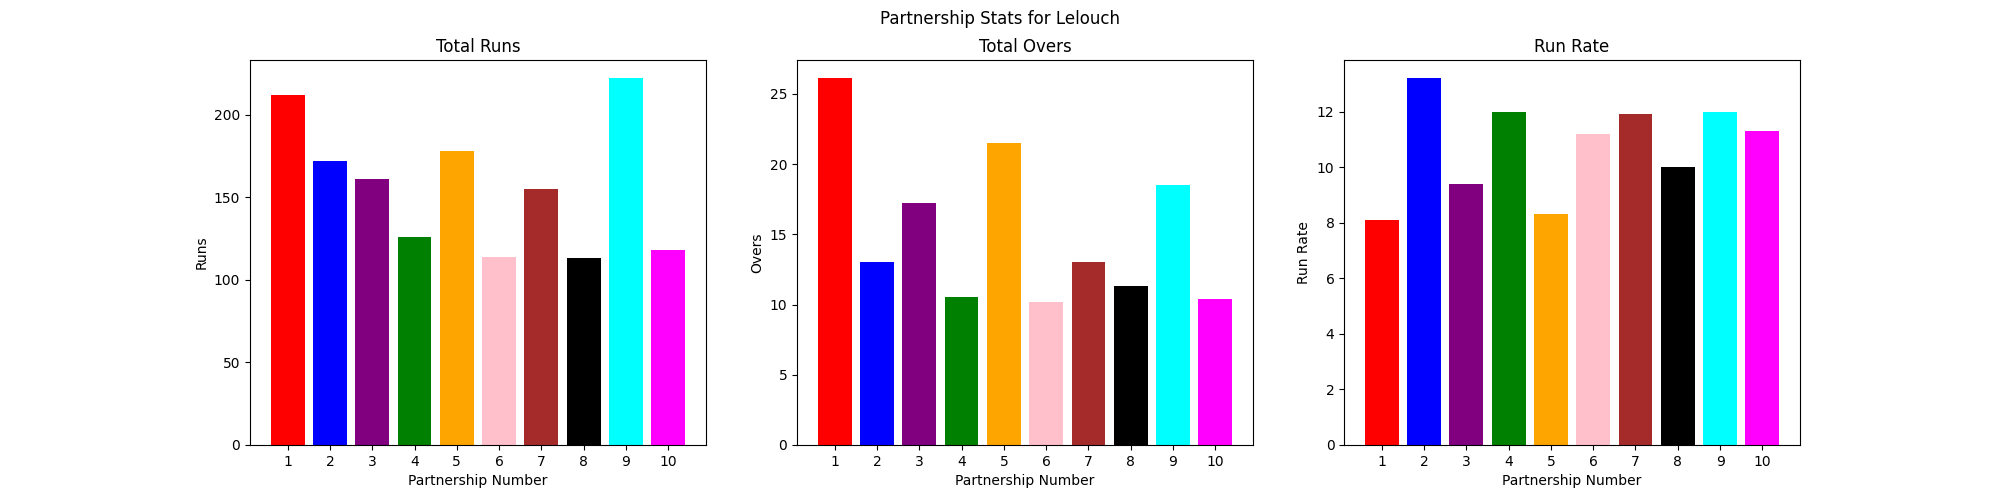 Partnership Stats for Lelouch
Total Runs
Runs
200
150
100
50
0
1 2 3 4 5 6 7 8 9 10
Partnership Number
Total Overs
Overs
25
20
15
10
5
0
1 2 3 4 5 6 7 8 9 10
Partnership Number
Run Rate
Run Rate
12
10
8
6
4
2
0
1 2 3 4 5 6 7 8 9 10
Partnership Number